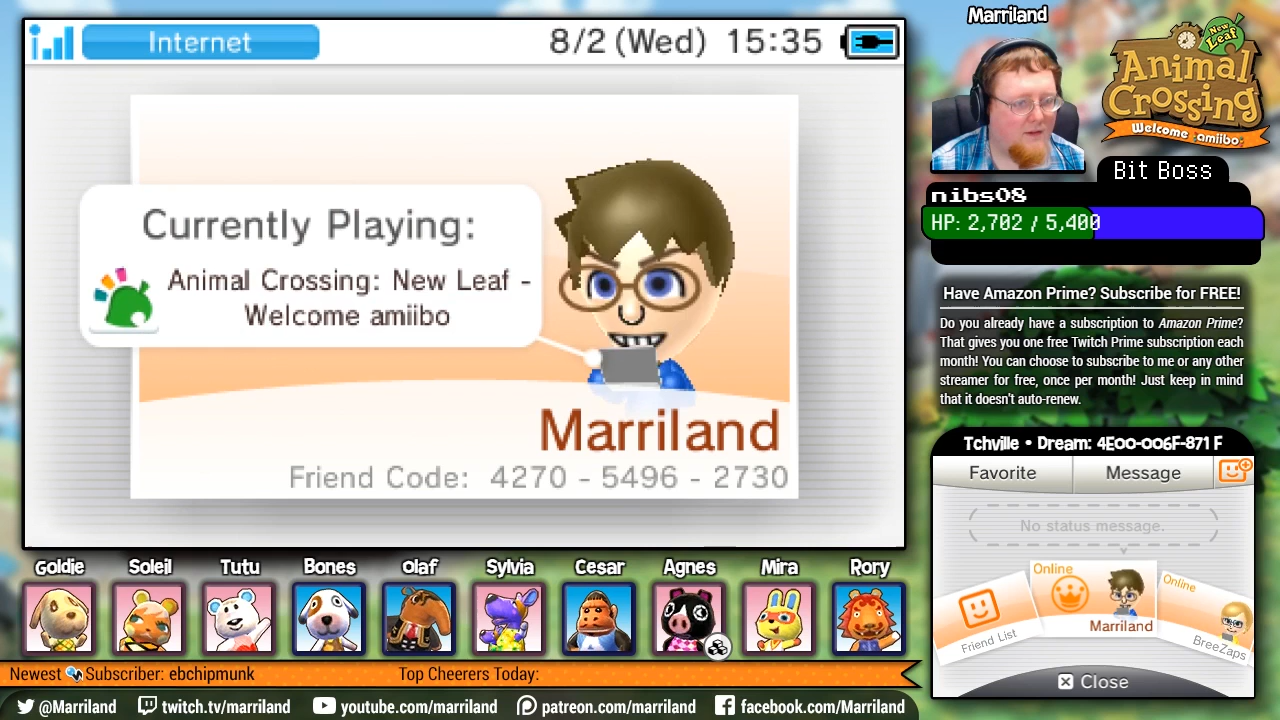 Internet
8/2 (Wed) 15:35
Currently Playing:
Animal Crossing: New Leaf -
Welcome amiibo
Marriland
Friend Code: 4270 - 5496 - 2730
Marriland
New Leaf
Animal
Crossing
Welcome amiibo
Bit Boss
nibs08
HP: 2,702 / 5,400
Have Amazon Prime? Subscribe for FREE!
Do you already have a subscription to Amazon Prime?
That gives you one free Twitch Prime subscription each
month! You can choose to subscribe to me or any other
streamer for free, once per month! Just keep in mind
that it doesn't auto-renew.
Tchville • Dream: 4E00-006F-871F
Favorite
Message
No status message.
Friend List
Online
Marriland
Online
BreeZaps
Close
Goldie Soleil Tutu Bones Olaf Sylvia Cesar Agnes Mira Rory
Newest Subscriber: ebchipmunk
Top Cheerers Today:
@Marriland twitch.tv/marriland youtube.com/marriland patreon.com/marriland facebook.com/Marriland